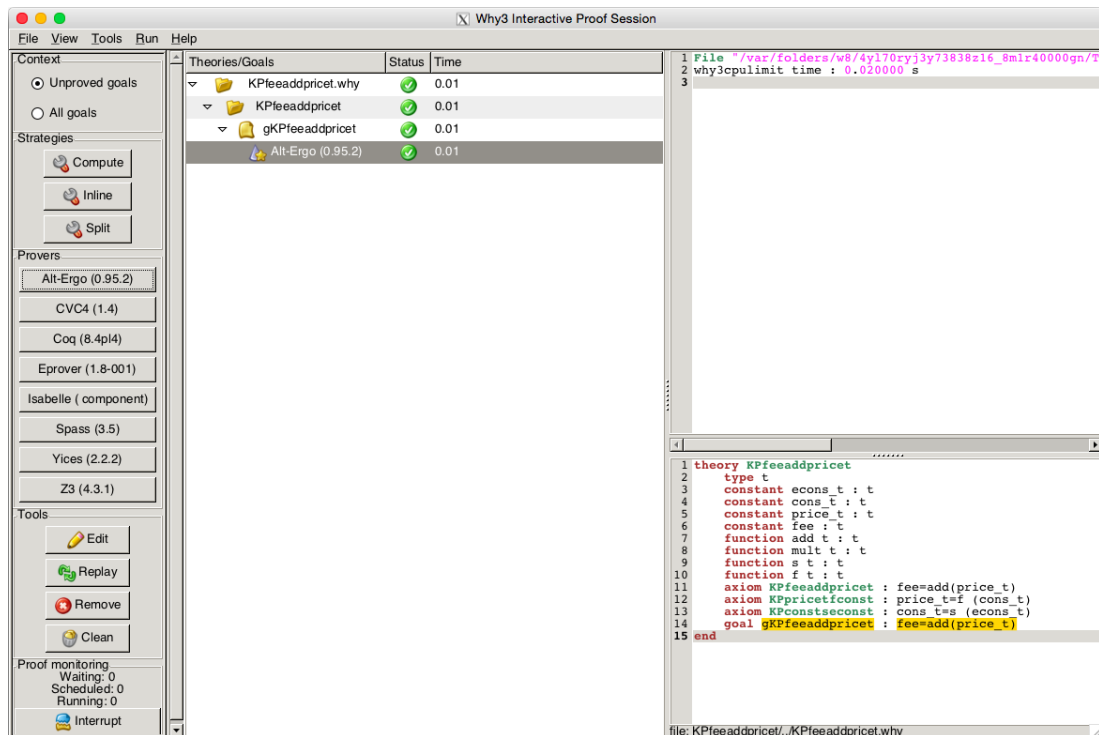 Why3 Interactive Proof Session
File View Tools Run Help
Context
Unproved goals
All goals
Strategies
Compute
Inline
Split
Provers
Alt-Ergo (0.95.2)
CVC4 (1.4)
Coq (8.4pl4)
Eprover (1.8-001)
Isabelle ( component)
Spass (3.5)
Yices (2.2.2)
Z3 (4.3.1)
Tools
Edit
Replay
Remove
Clean
Proof monitoring
Waiting: 0
Scheduled: 0
Running: 0
Interrupt
Theories/Goals Status Time
KPfeeaddpricet.why 0.01
KPfeeaddpricet 0.01
gKPfeeaddpricet 0.01
Alt-Ergo (0.95.2) 0.01
1 File "/var/folders/w8/4yl70ryj3y73838z16_8m1r40000gn/T
2 why3cpulimit time : 0.020000 s
3
1 theory KPfeeaddpricet
2 type t
3 constant econs_t : t
4 constant cons_t : t
5 constant price_t : t
6 constant fee : t
7 function add t : t
8 function mult t : t
9 function s t : t
10 function f t : t
11 axiom KPfeeaddpricet : fee=add(price_t)
12 axiom KPpricetfconst : price_t=f (cons_t)
13 axiom KPconstseconst : cons_t=s (econs_t)
14 goal gKPfeeaddpricet : fee=add(price_t)
15 end
file: KPfeeaddpricet/../KPfeeaddpricet.why